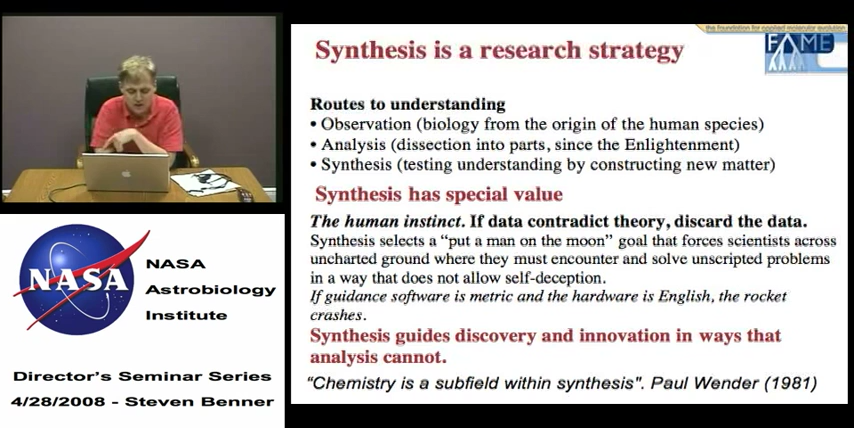 the foundation for applied molecular evolution
FAME
Synthesis is a research strategy
Routes to understanding
• Observation (biology from the origin of the human species)
• Analysis (dissection into parts, since the Enlightenment)
• Synthesis (testing understanding by constructing new matter)
Synthesis has special value
The human instinct. If data contradict theory, discard the data.
Synthesis selects a “put a man on the moon” goal that forces scientists across
uncharted ground where they must encounter and solve unscripted problems
in a way that does not allow self-deception.
If guidance software is metric and the hardware is English, the rocket
crashes.
Synthesis guides discovery and innovation in ways that
analysis cannot.
“Chemistry is a subfield within synthesis". Paul Wender (1981)
NASA
NASA
Astrobiology
Institute
Director's Seminar Series
4/28/2008 - Steven Benner